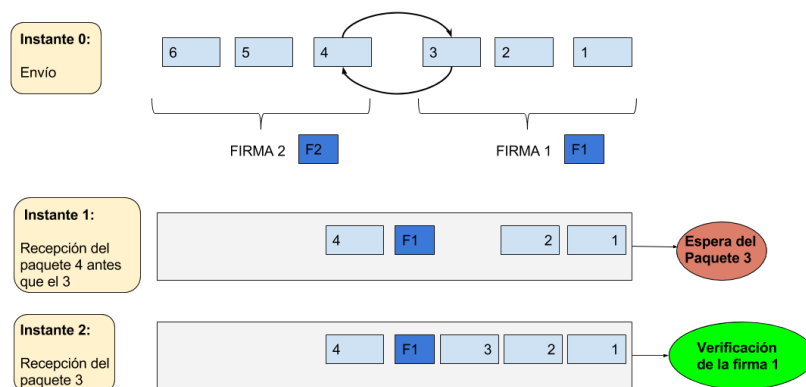 Instante 0:
Envío
6 5 4 3 2 1
FIRMA 2 F2 FIRMA 1 F1
Instante 1:
Recepción del
paquete 4 antes
que el 3
4 F1 2 1
Espera del
Paquete 3
Instante 2:
Recepción del
paquete 3
4 F1 3 2 1
Verificación
de la firma 1